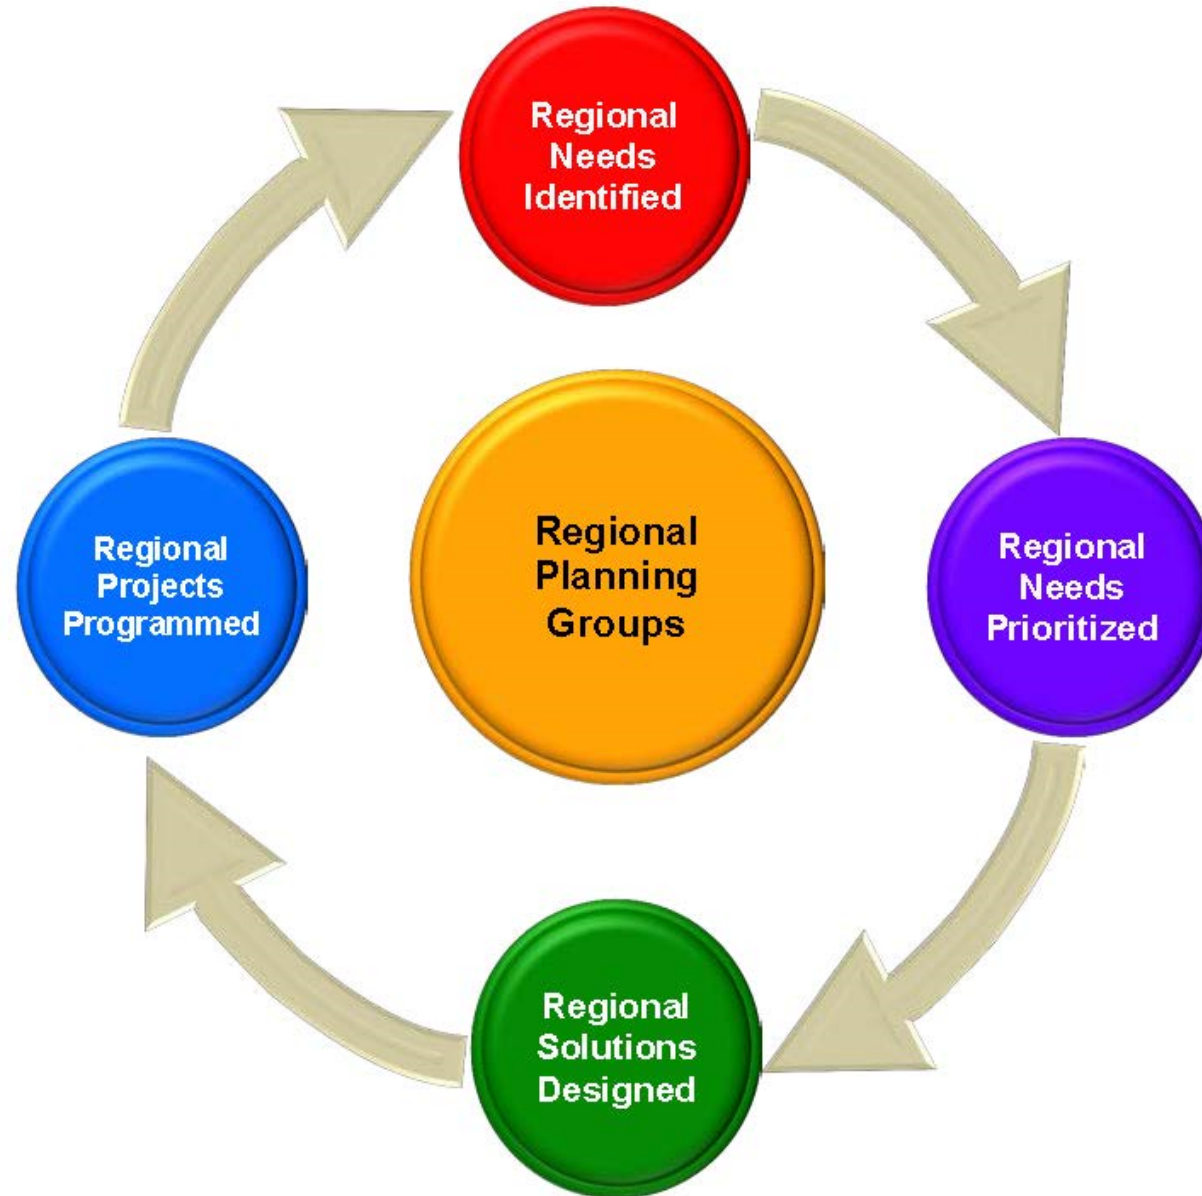 Regional
Needs
Identified
Regional
Projects
Programmed
Regional
Planning
Groups
Regional
Needs
Prioritized
Regional
Solutions
Designed